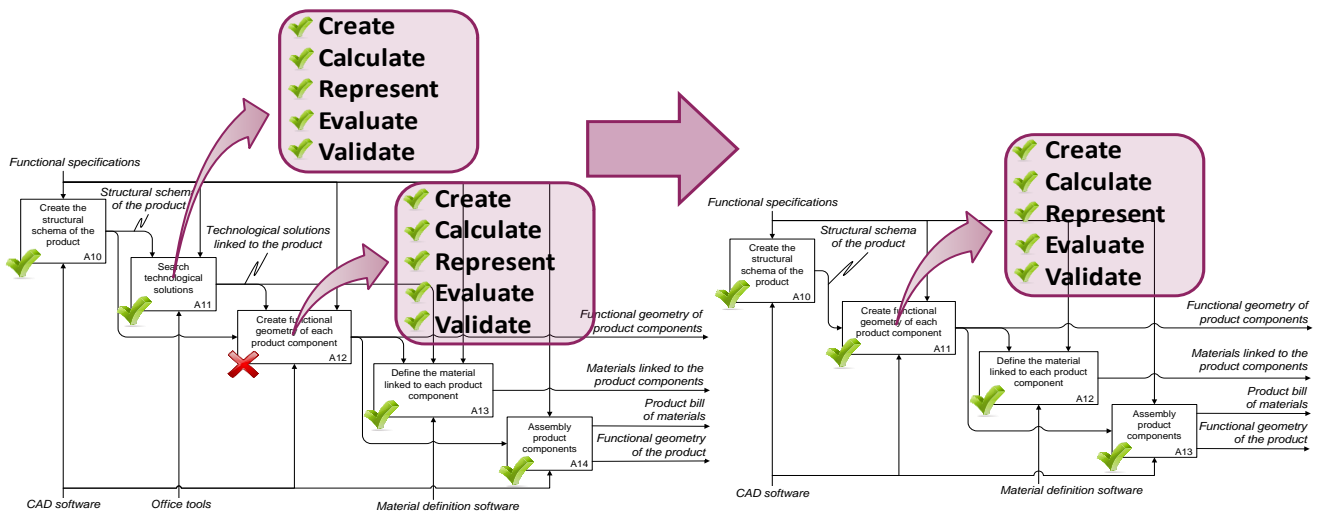 Create
Calculate
Represent
Evaluate
Validate
Functional specifications
Structural schema
of the product
Create the
structural
schema of the
product
A10
Technological solutions
linked to the product
Search
technological
solutions
A11
Create
Calculate
Represent
Evaluate
Validate
Create functional
geometry of each
product component
A12
Functional geometry of
product components
Define the material
linked to each product
component
A13
Materials linked to the
product components
Product bill
of materials
Assembly
product
components
A14
Functional geometry
of the product
CAD software
Office tools
Material definition software
Create
Calculate
Represent
Evaluate
Validate
Functional specifications
Structural schema
of the product
Create the
structural
schema of the
product
A10
Create functional
geometry of each
product component
A11
Functional geometry of
product components
Define the material
linked to each product
component
A12
Materials linked to the
product components
Product bill
of materials
Assembly
product
components
A13
Functional geometry
of the product
CAD software
Material definition software